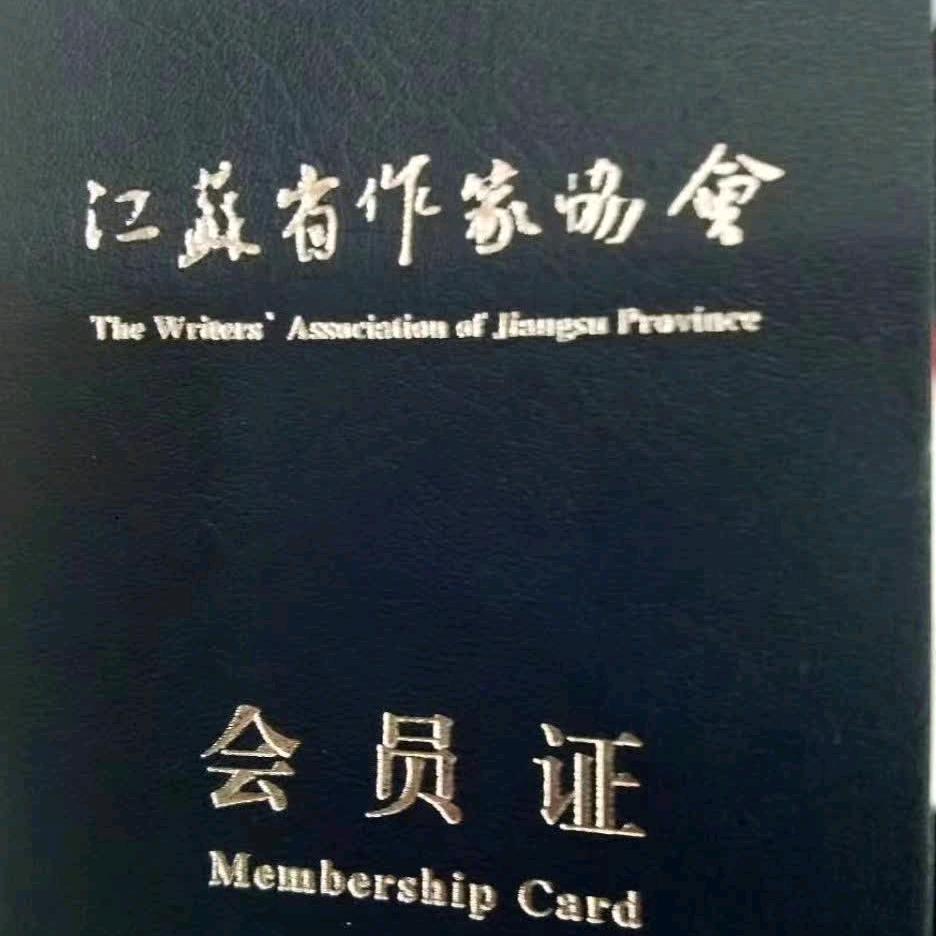 江蘇省作家協會
The Writers' Association of Jiangsu Province
会员证
Membership Card